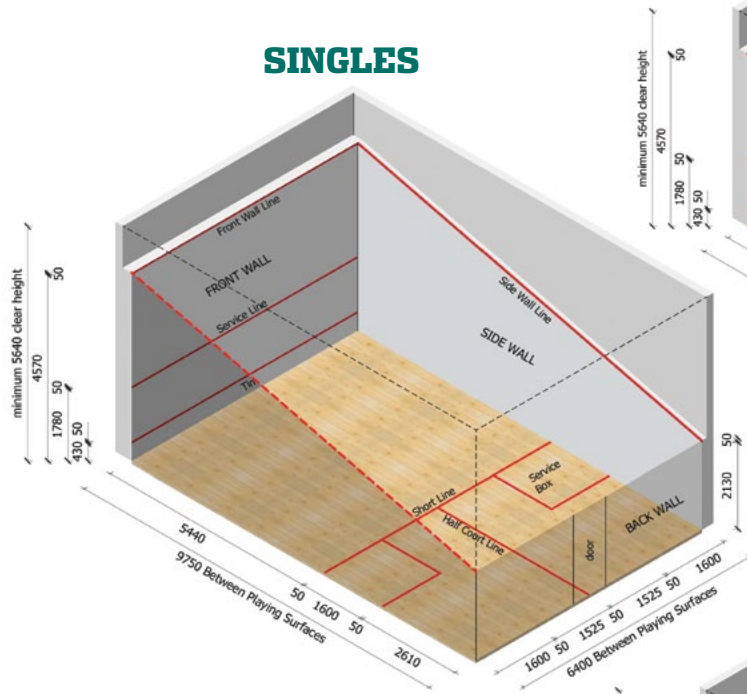 SINGLES
minimum 5640 clear height
4570
50
1780
50
430 50
Front Wall Line
FRONT WALL
Service Line
Tin
Side Wall Line
SIDE WALL
Service
Box
Short Line
Half Court Line
door
BACK WALL
50
2130
5440
50
1600
50
2610
9750 Between Playing Surfaces
1600
50
1525
50
1525
50
1600
6400 Between Playing Surfaces
minimum 5640 clear height
4570
50
1780
50
430 50